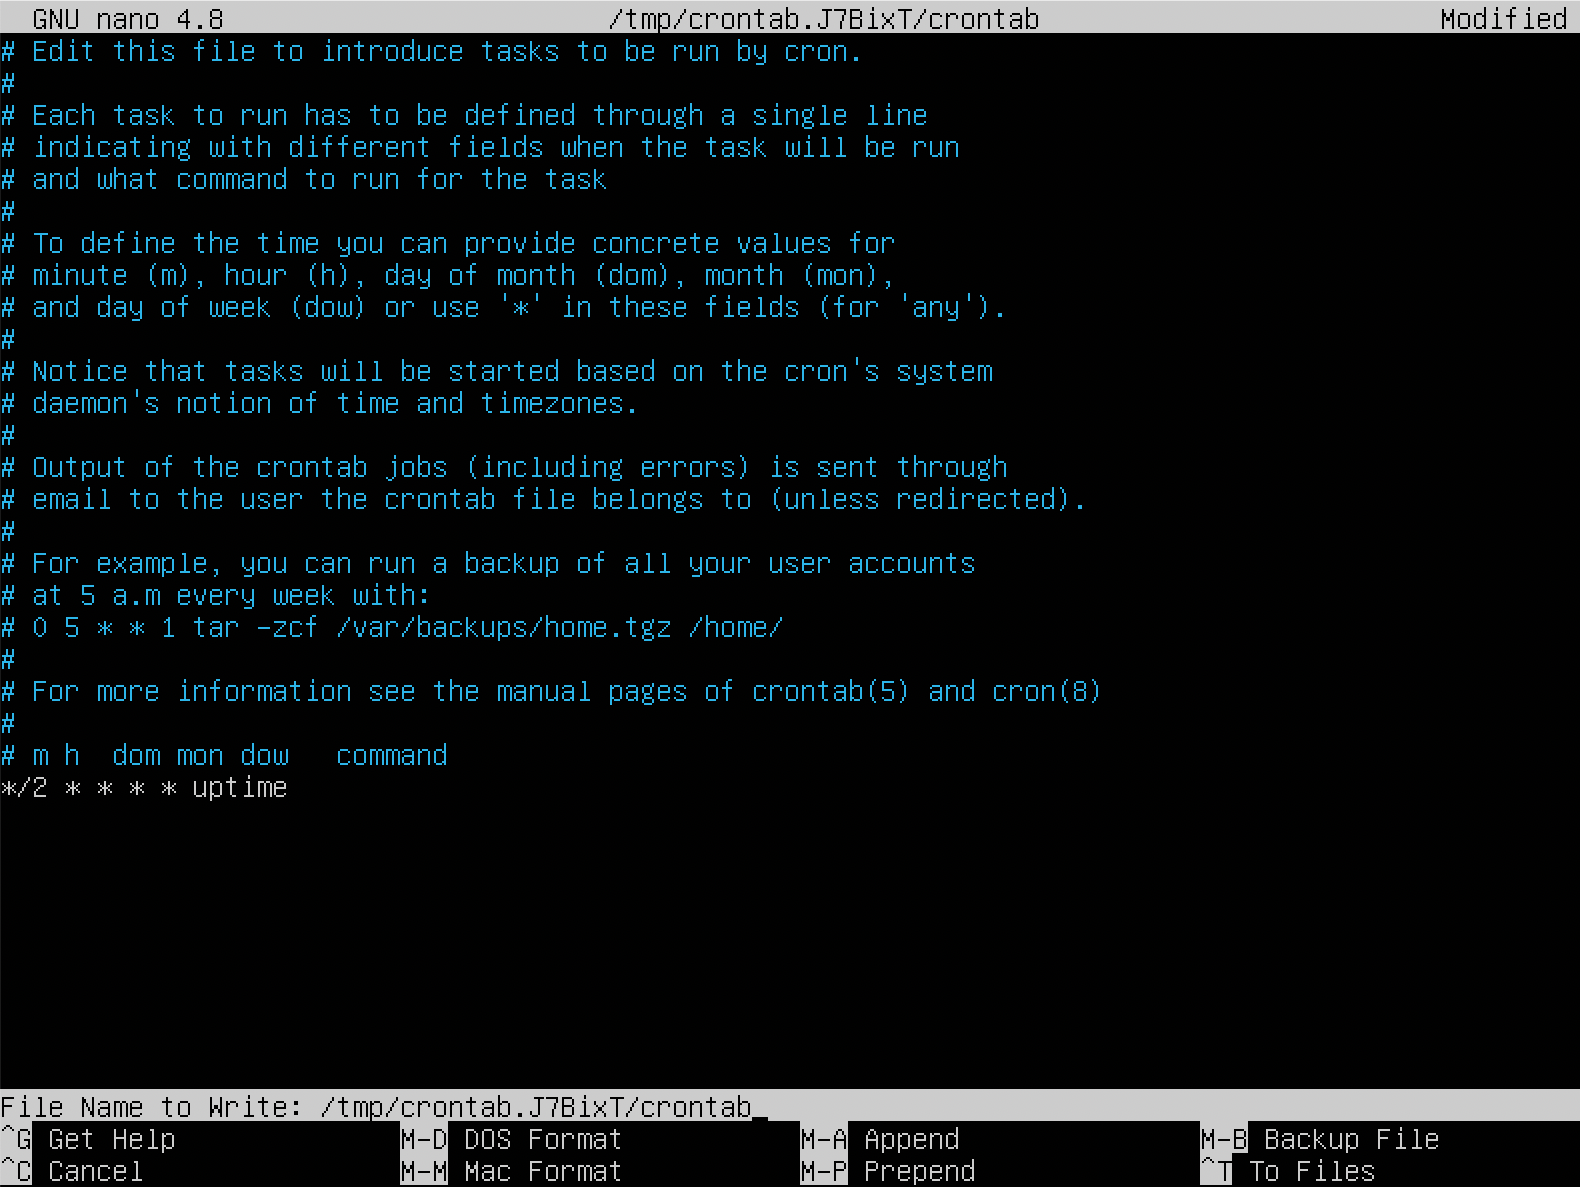 GNU nano 4.8 /tmp/crontab.J7BixT/crontab Modified
# Edit this file to introduce tasks to be run by cron.
#
# Each task to run has to be defined through a single line
# indicating with different fields when the task will be run
# and what command to run for the task
#
# To define the time you can provide concrete values for
# minute (m), hour (h), day of month (dom), month (mon),
# and day of week (dow) or use '*' in these fields (for 'any').
#
# Notice that tasks will be started based on the cron's system
# daemon's notion of time and timezones.
#
# Output of the crontab jobs (including errors) is sent through
# email to the user the crontab file belongs to (unless redirected).
#
# For example, you can run a backup of all your user accounts
# at 5 a.m every week with:
# 0 5 * * 1 tar -zcf /var/backups/home.tgz /home/
#
# For more information see the manual pages of crontab(5) and cron(8)
#
# m h  dom mon dow   command
*/2 * * * * uptime
File Name to Write: /tmp/crontab.J7BixT/crontab_
^G Get Help M-D DOS Format M-A Append M-B Backup File
^C Cancel M-M Mac Format M-P Prepend ^T To Files